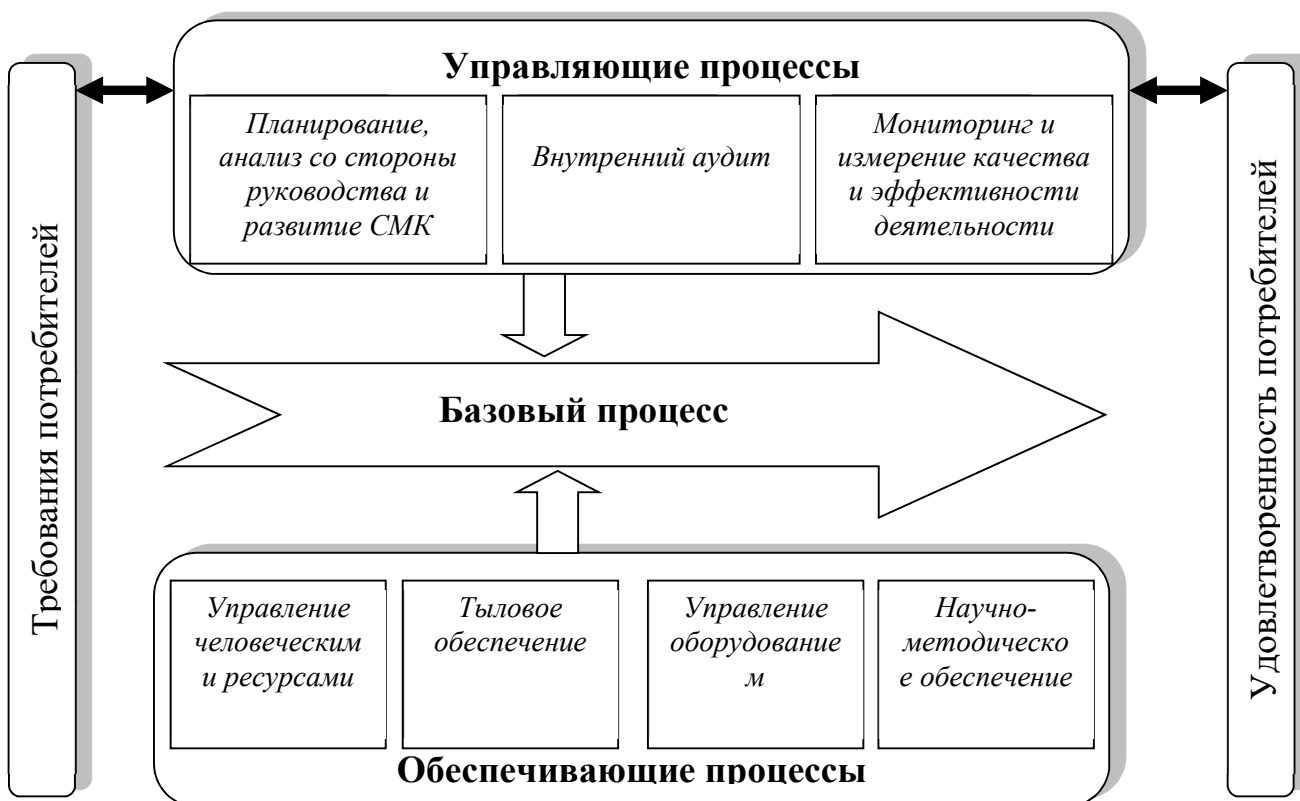 Управляющие процессы
Планирование,
анализ со стороны
руководства и
развитие СМК
Внутренний аудит
Мониторинг и
измерение качества
и эффективности
деятельности
Требования потребителей
Базовый процесс
Удовлетворенность потребителей
Управление
человеческим
и ресурсами
Тыловое
обеспечение
Управление
оборудование
м
Научно-
методическо
е обеспечение
Обеспечивающие процессы